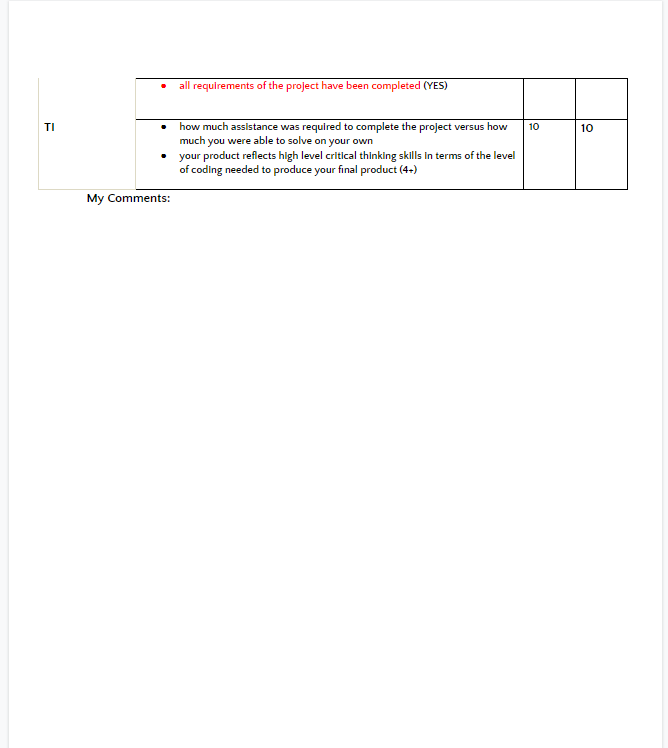 • all requirements of the project have been completed (YES)
TI
• how much assistance was required to complete the project versus how
much you were able to solve on your own
• your product reflects high level critical thinking skills in terms of the level
of coding needed to produce your final product (4+)
10
10
My Comments: